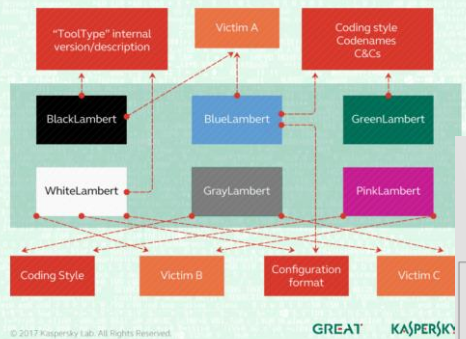 “ToolType” internal
version/description
Victim A
Coding style
Codenames
C&Cs
BlackLambert
BlueLambert
GreenLambert
WhiteLambert
GrayLambert
PinkLambert
Coding Style
Victim B
Configuration
format
Victim C
© 2017 Kaspersky Lab. All Rights Reserved.
GREAT
KASPERSKY